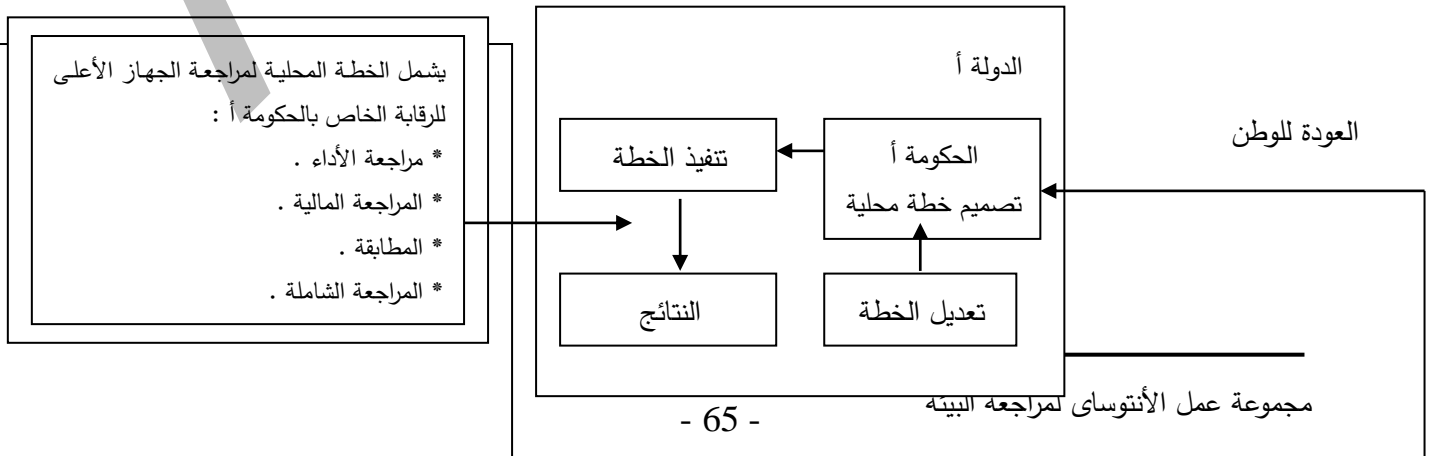 الدولة أ
العودة للوطن
الحكومة أ
تصميم خطة محلية
تنفيذ الخطة
تعديل الخطة
النتائج
يشمل الخطة المحلية لمراجعة الجهاز الأعلى
للرقابة الخاص بالحكومة أ :
* مراجعة الأداء .
* المراجعة المالية .
* المطابقة .
* المراجعة الشاملة .
مجموعة عمل الأنتوساى لمراجعة البيئة
- 65 -